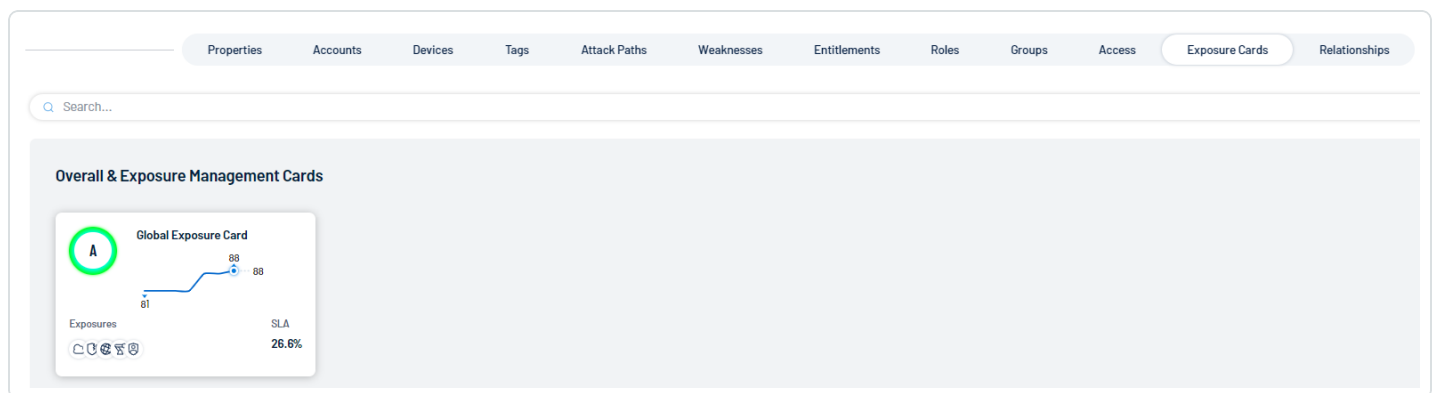 Properties Accounts Devices Tags Attack Paths Weaknesses Entitlements Roles Groups Access Exposure Cards Relationships
Search...
Overall & Exposure Management Cards
A
Global Exposure Card
88
88
81
Exposures SLA
26.6%